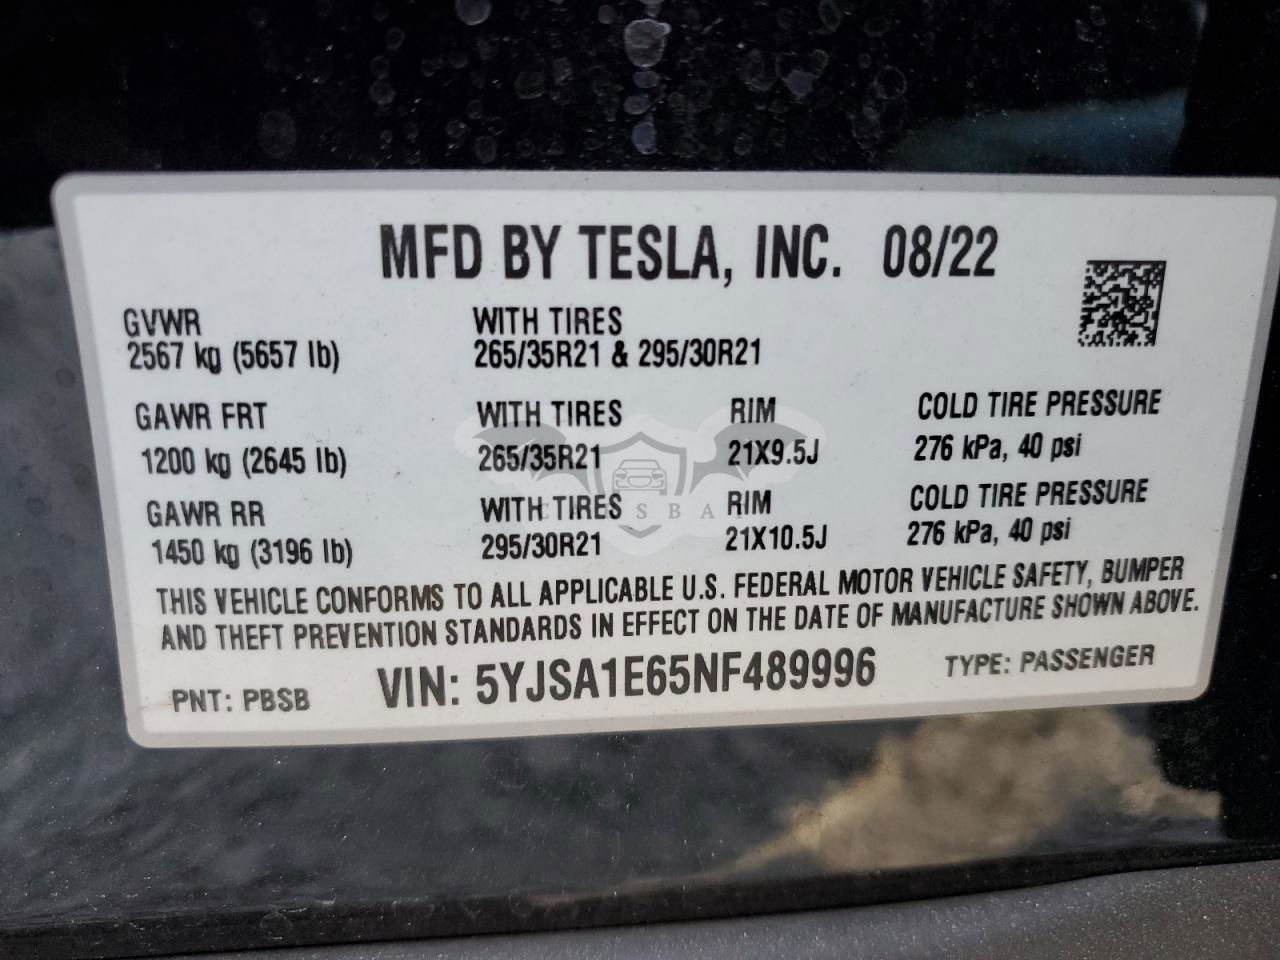 MFD BY TESLA, INC. 08/22
GVWR WITH TIRES
2567 kg (5657 lb) 265/35R21 & 295/30R21
GAWR FRT WITH TIRES RIM COLD TIRE PRESSURE
1200 kg (2645 lb) 265/35R21 21X9.5J 276 kPa, 40 psi
GAWR RR WITH TIRES RIM COLD TIRE PRESSURE
1450 kg (3196 lb) 295/30R21 21X10.5J 276 kPa, 40 psi
THIS VEHICLE CONFORMS TO ALL APPLICABLE U.S. FEDERAL MOTOR VEHICLE SAFETY, BUMPER
AND THEFT PREVENTION STANDARDS IN EFFECT ON THE DATE OF MANUFACTURE SHOWN ABOVE.
PNT: PBSB VIN: 5YJSA1E65NF489996 TYPE: PASSENGER